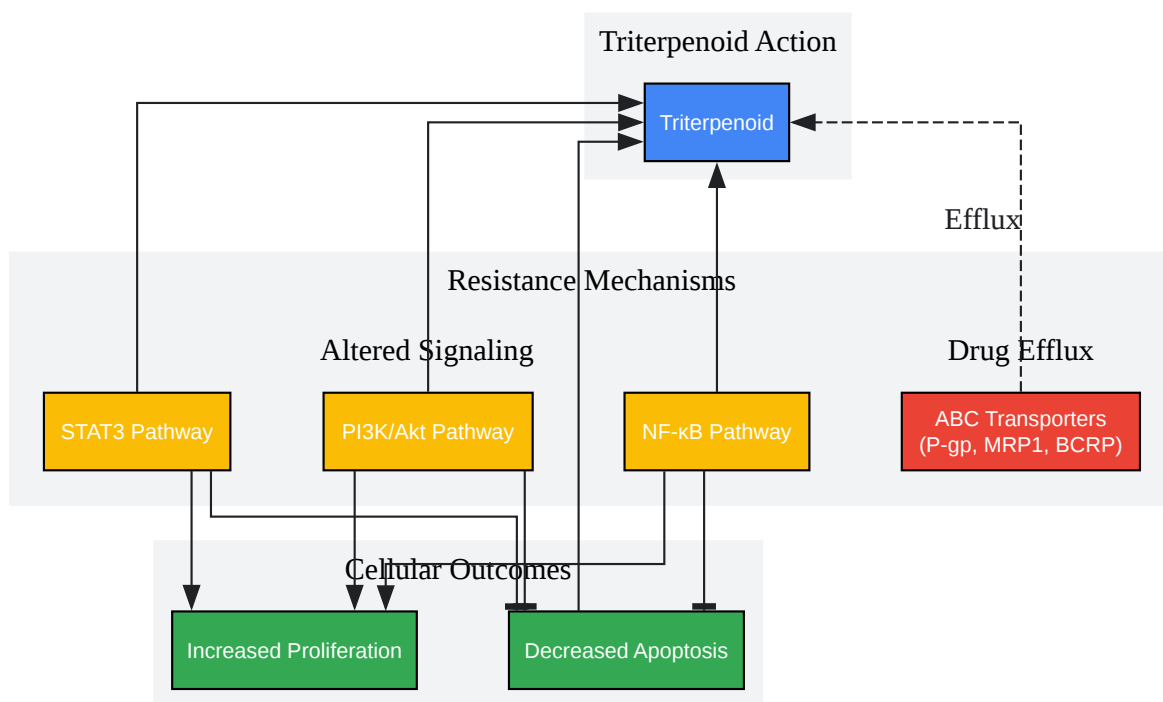 Triterpenoid Action
Triterpenoid
Efflux
Resistance Mechanisms
Altered Signaling
Drug Efflux
STAT3 Pathway
PI3K/Akt Pathway
NF-κB Pathway
ABC Transporters
(P-gp, MRP1, BCRP)
Cellular Outcomes
Increased Proliferation
Decreased Apoptosis